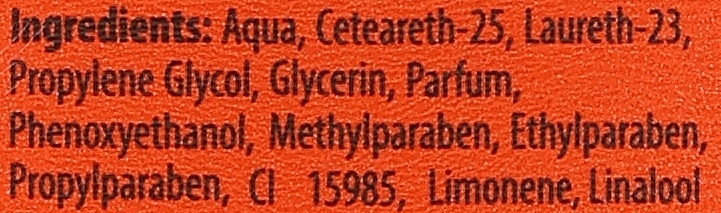 Ingredients: Aqua, Ceteareth-25, Laureth-23,
Propylene Glycol, Glycerin, Parfum,
Phenoxyethanol, Methylparaben, Ethylparaben,
Propylparaben, CI 15985, Limonene, Linalool